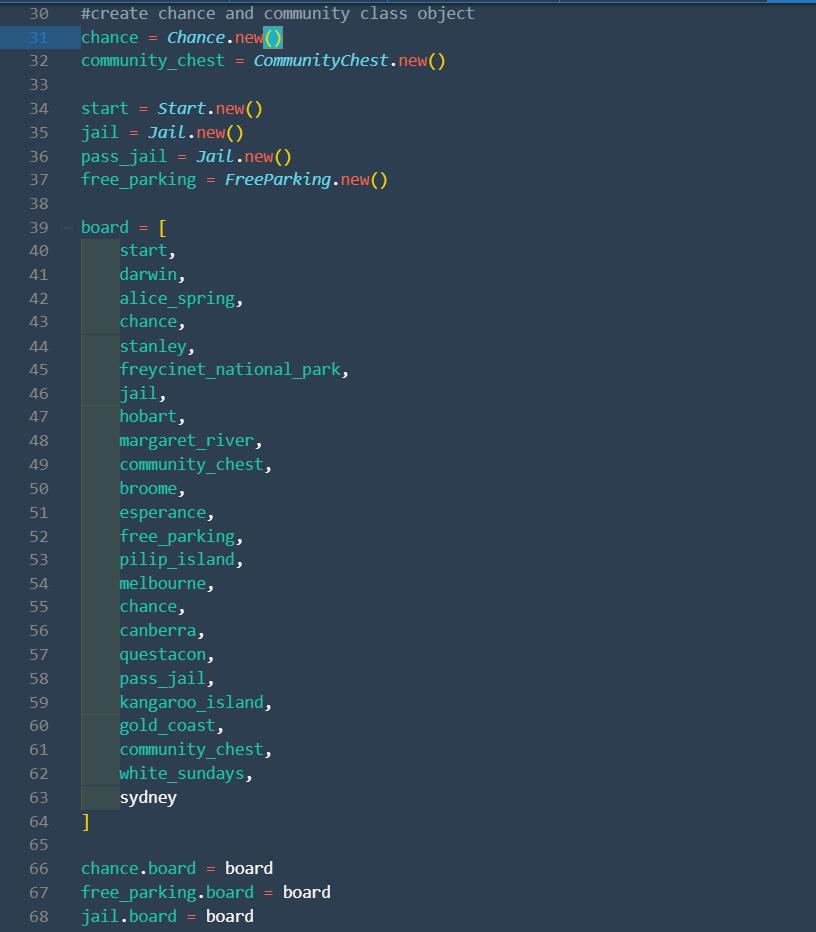 30 #create chance and community class object
31 chance = Chance.new()
32 community_chest = CommunityChest.new()
33
34 start = Start.new()
35 jail = Jail.new()
36 pass_jail = Jail.new()
37 free_parking = FreeParking.new()
38
39 board = [
40 start,
41 darwin,
42 alice_spring,
43 chance,
44 stanley,
45 freycinet_national_park,
46 jail,
47 hobart,
48 margaret_river,
49 community_chest,
50 broome,
51 esperance,
52 free_parking,
53 pilip_island,
54 melbourne,
55 chance,
56 canberra,
57 questacon,
58 pass_jail,
59 kangaroo_island,
60 gold_coast,
61 community_chest,
62 white_sundays,
63 sydney
64 ]
65
66 chance.board = board
67 free_parking.board = board
68 jail.board = board